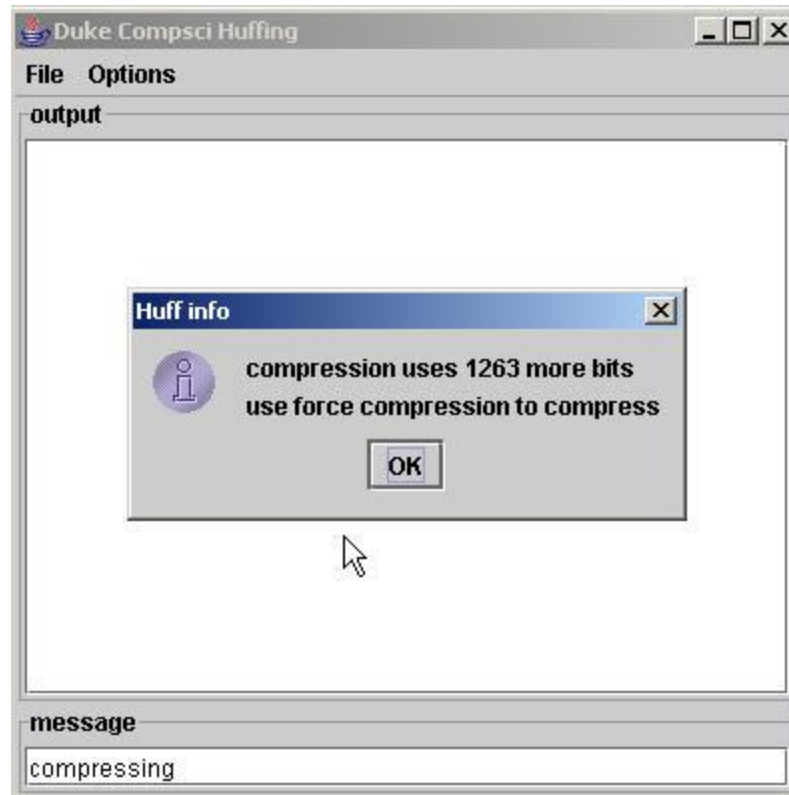 Duke Compsci Huffing
File Options
output
Huff info
compression uses 1263 more bits
use force compression to compress
OK
message
compressing